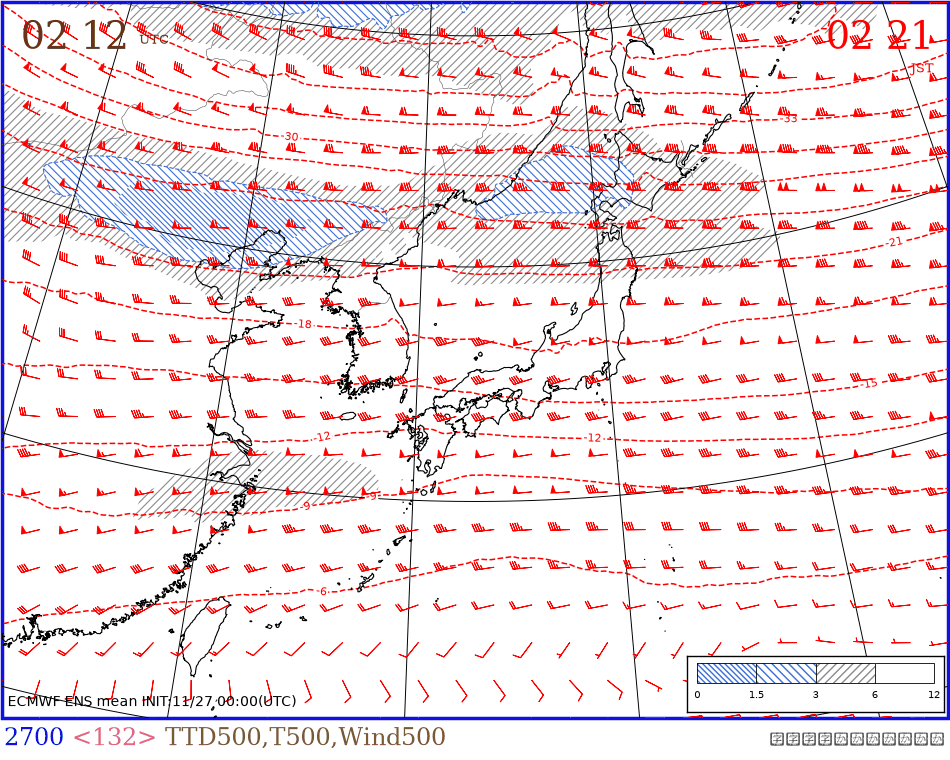 02 12 UTC
02 21
JST
-30
-33
-21
-18
-15
-12
-12
-9
-9
-6
ECMWF ENS mean INIT:11/27 00:00(UTC)
0 1.5 3 6 12
2700 <132> TTD500,T500,Wind500